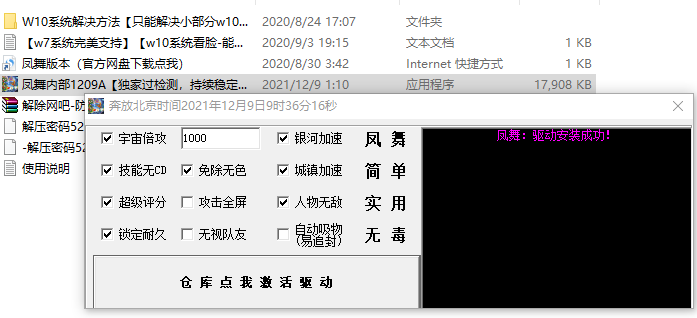 W10系统解决方法【只能解决小部分w10... 2020/8/24 17:07 文件夹
【w7系统完美支持】【w10系统看脸-能... 2020/9/3 19:15 文本文档 1 KB
凤舞版本（官方网盘下载点我） 2020/8/30 3:42 Internet 快捷方式 1 KB
凤舞内部1209A【独家过检测，持续稳定... 2021/12/9 1:10 应用程序 17,908 KB
解除网吧-防
解压密码52
-解压密码52
使用说明
奔放北京时间2021年12月9日9时36分16秒
宇宙倍攻 1000 银河加速 凤 舞
技能无CD 免除无色 城镇加速 简 单
超级评分 攻击全屏 人物无敌 实 用
锁定耐久 无视队友 自动吸物 无 毒
(易追封)
仓 库 点 我 激 活 驱 动
凤舞：驱动安装成功！